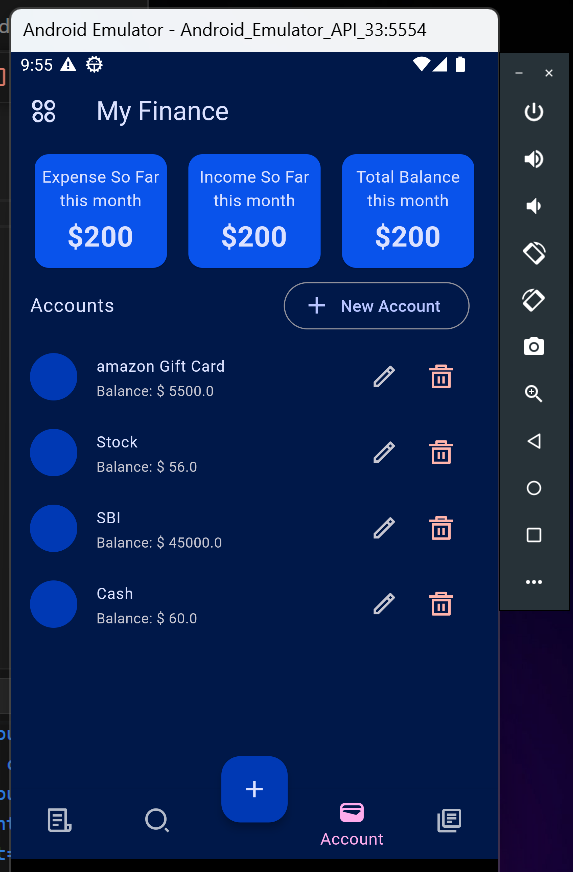 Android Emulator - Android_Emulator_API_33:5554
9:55
My Finance
Expense So Far
this month
$200
Income So Far
this month
$200
Total Balance
this month
$200
Accounts
+ New Account
amazon Gift Card
Balance: $ 5500.0
Stock
Balance: $ 56.0
SBI
Balance: $ 45000.0
Cash
Balance: $ 60.0
Account